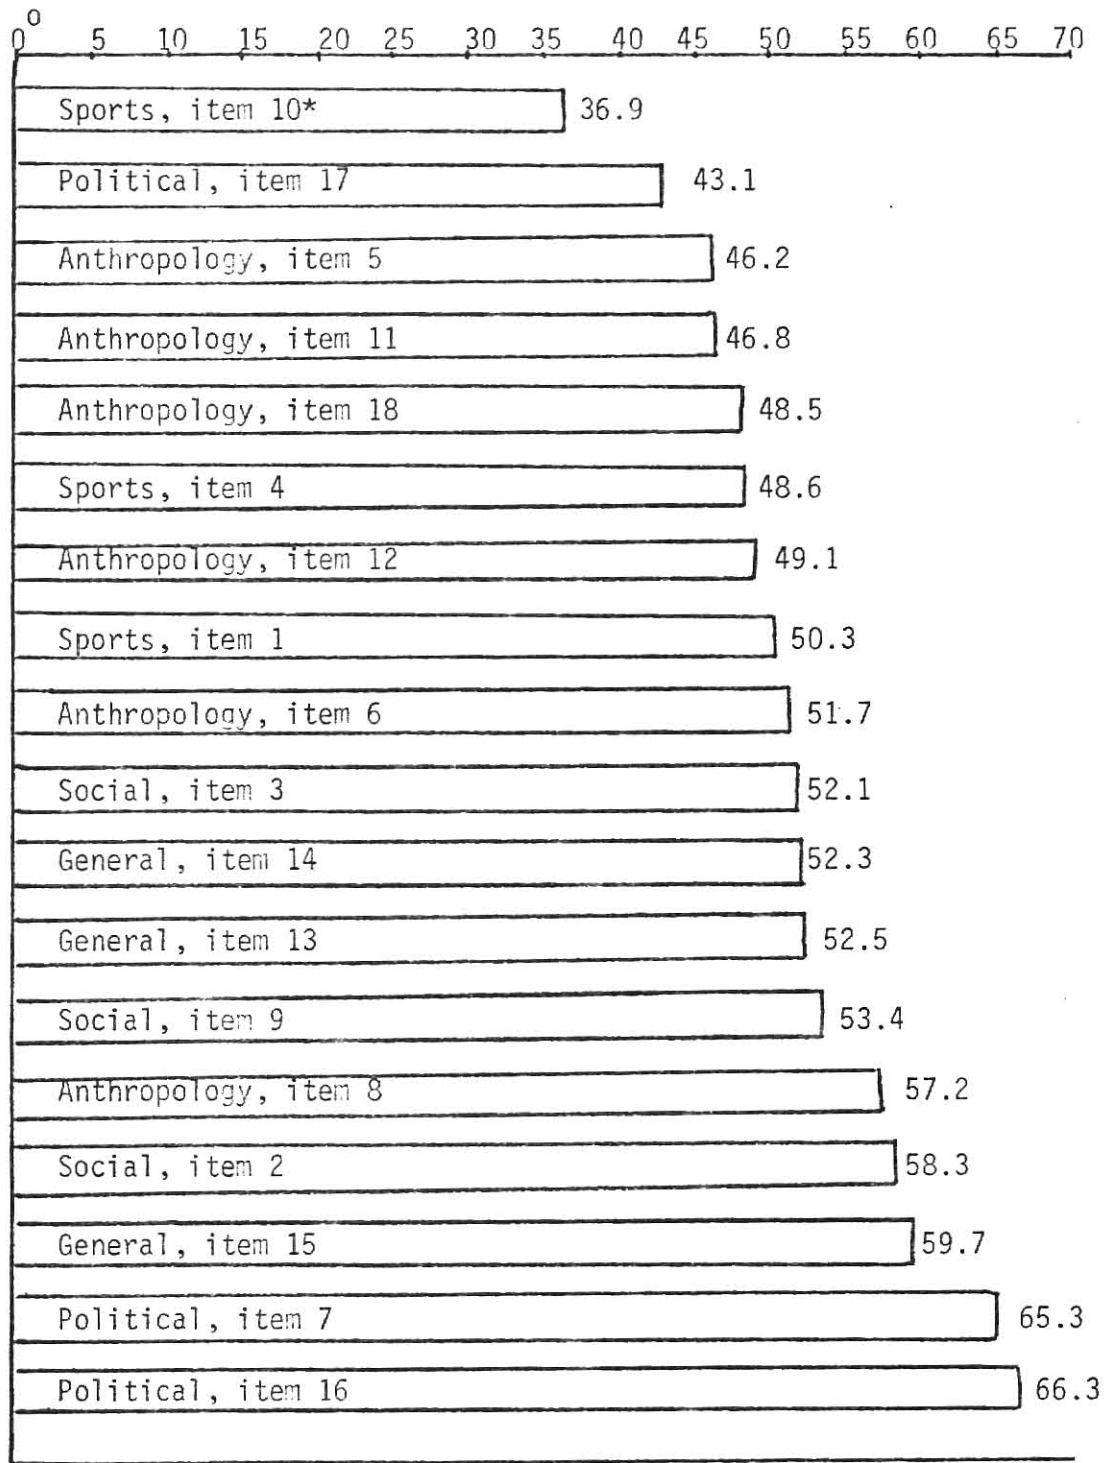 o
0 5 10 15 20 25 30 35 40 45 50 55 60 65 70
Sports, item 10* 36.9
Political, item 17 43.1
Anthropology, item 5 46.2
Anthropology, item 11 46.8
Anthropology, item 18 48.5
Sports, item 4 48.6
Anthropology, item 12 49.1
Sports, item 1 50.3
Anthropology, item 6 51.7
Social, item 3 52.1
General, item 14 52.3
General, item 13 52.5
Social, item 9 53.4
Anthropology, item 8 57.2
Social, item 2 58.3
General, item 15 59.7
Political, item 7 65.3
Political, item 16 66.3